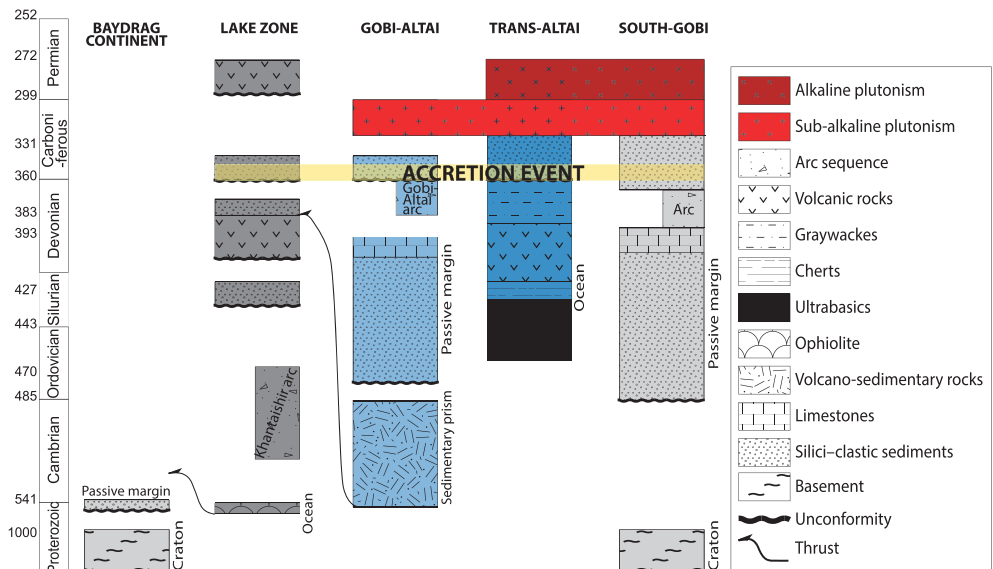 252
272
299
331
360
383
393
427
443
470
485
541
1000
Permian
Carboni
-ferous
Devonian
Silurian
Ordovician
Cambrian
Proterozoic
BAYDRAG
CONTINENT
LAKE ZONE
GOBI-ALTAI
TRANS-ALTAI
SOUTH-GOBI
ACCRETION EVENT
Gobi-
Altai
arc
Arc
Passive margin
Ocean
Passive margin
Khantaishir arc
Sedimentary prism
Passive margin
Ocean
Craton
Craton
Alkaline plutonism
Sub-alkaline plutonism
Arc sequence
Volcanic rocks
Graywackes
Cherts
Ultrabasics
Ophiolite
Volcano-sedimentary rocks
Limestones
Silici–clastic sediments
Basement
Unconformity
Thrust